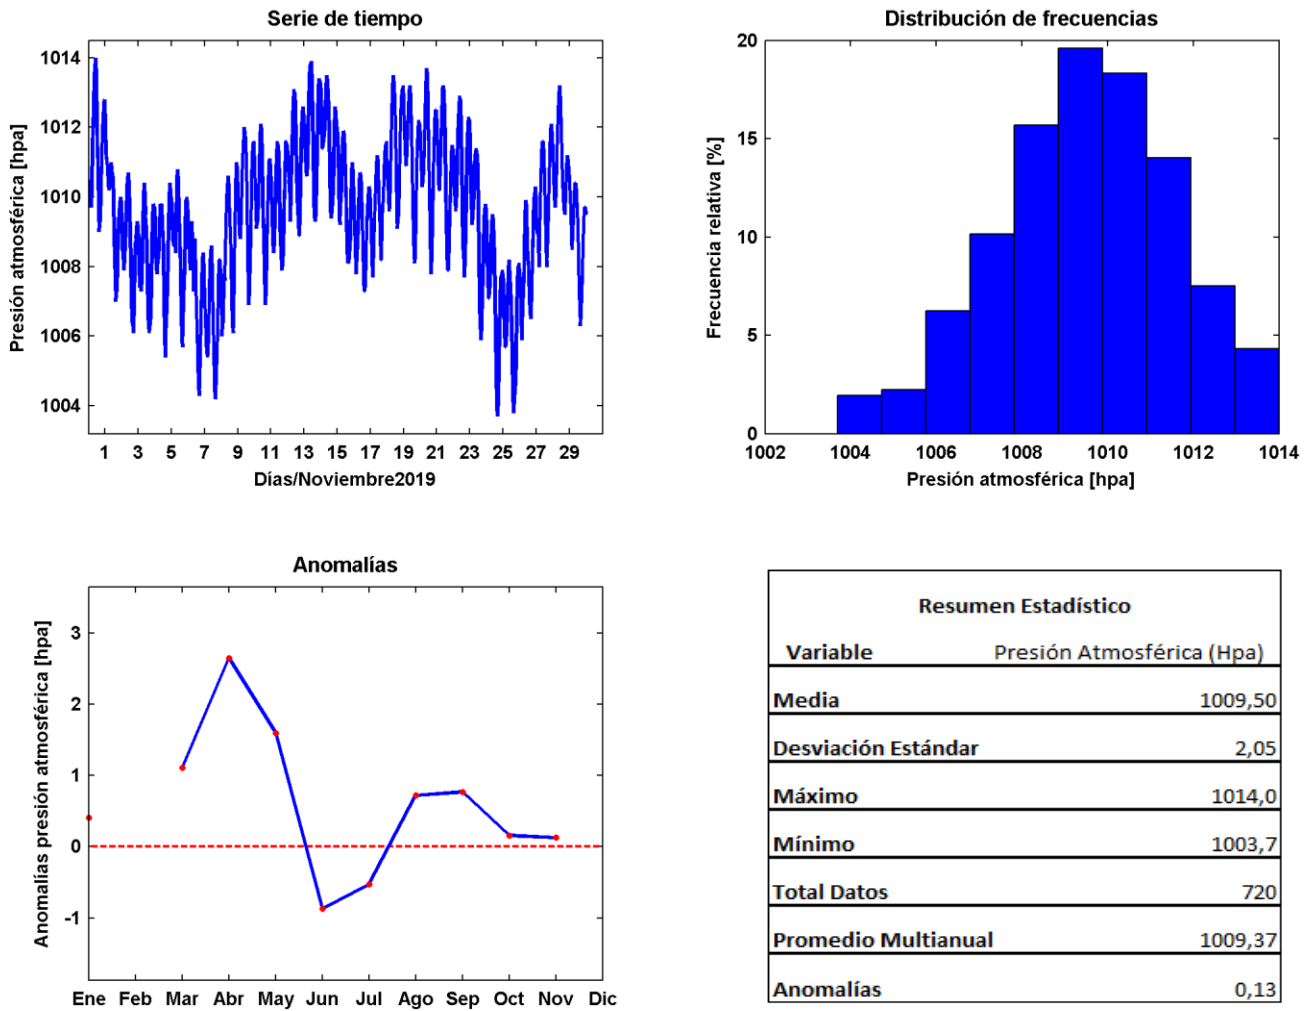 Serie de tiempo
Presión atmosférica [hpa]
1014
1012
1010
1008
1006
1004
1 3 5 7 9 11 13 15 17 19 21 23 25 27 29
Días/Noviembre2019
Distribución de frecuencias
Frecuencia relativa [%]
20
15
10
5
0
1002 1004 1006 1008 1010 1012 1014
Presión atmosférica [hpa]
Anomalías
Anomalías presión atmosférica [hpa]
3
2
1
0
-1
Ene Feb Mar Abr May Jun Jul Ago Sep Oct Nov Dic
Resumen Estadístico
Variable Presión Atmosférica (Hpa)
Media 1009,50
Desviación Estándar 2,05
Máximo 1014,0
Mínimo 1003,7
Total Datos 720
Promedio Multianual 1009,37
Anomalías 0,13